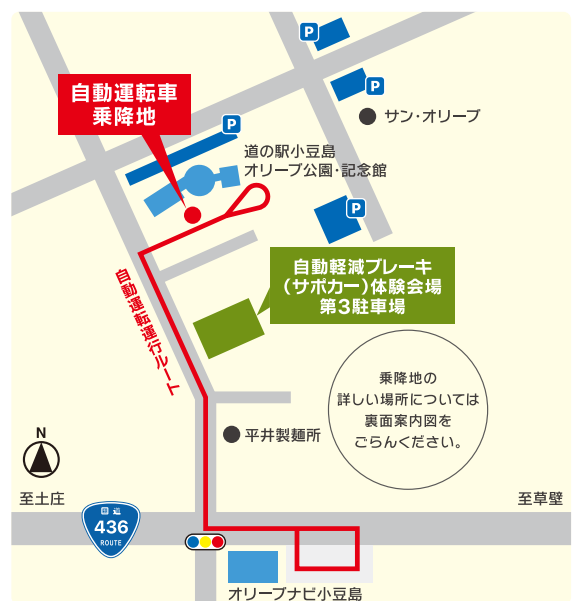 P
P
自動運転車
乗降地
サン・オリーブ
P
道の駅小豆島
オリーブ公園・記念館
P
自動軽減ブレーキ
（サポカー）体験会場
第3駐車場
自動運転運行ルート
乗降地の
詳しい場所については
裏面案内図を
ごらんください。
平井製麺所
N
至土庄
至草壁
国道
436
ROUTE
オリーブナビ小豆島